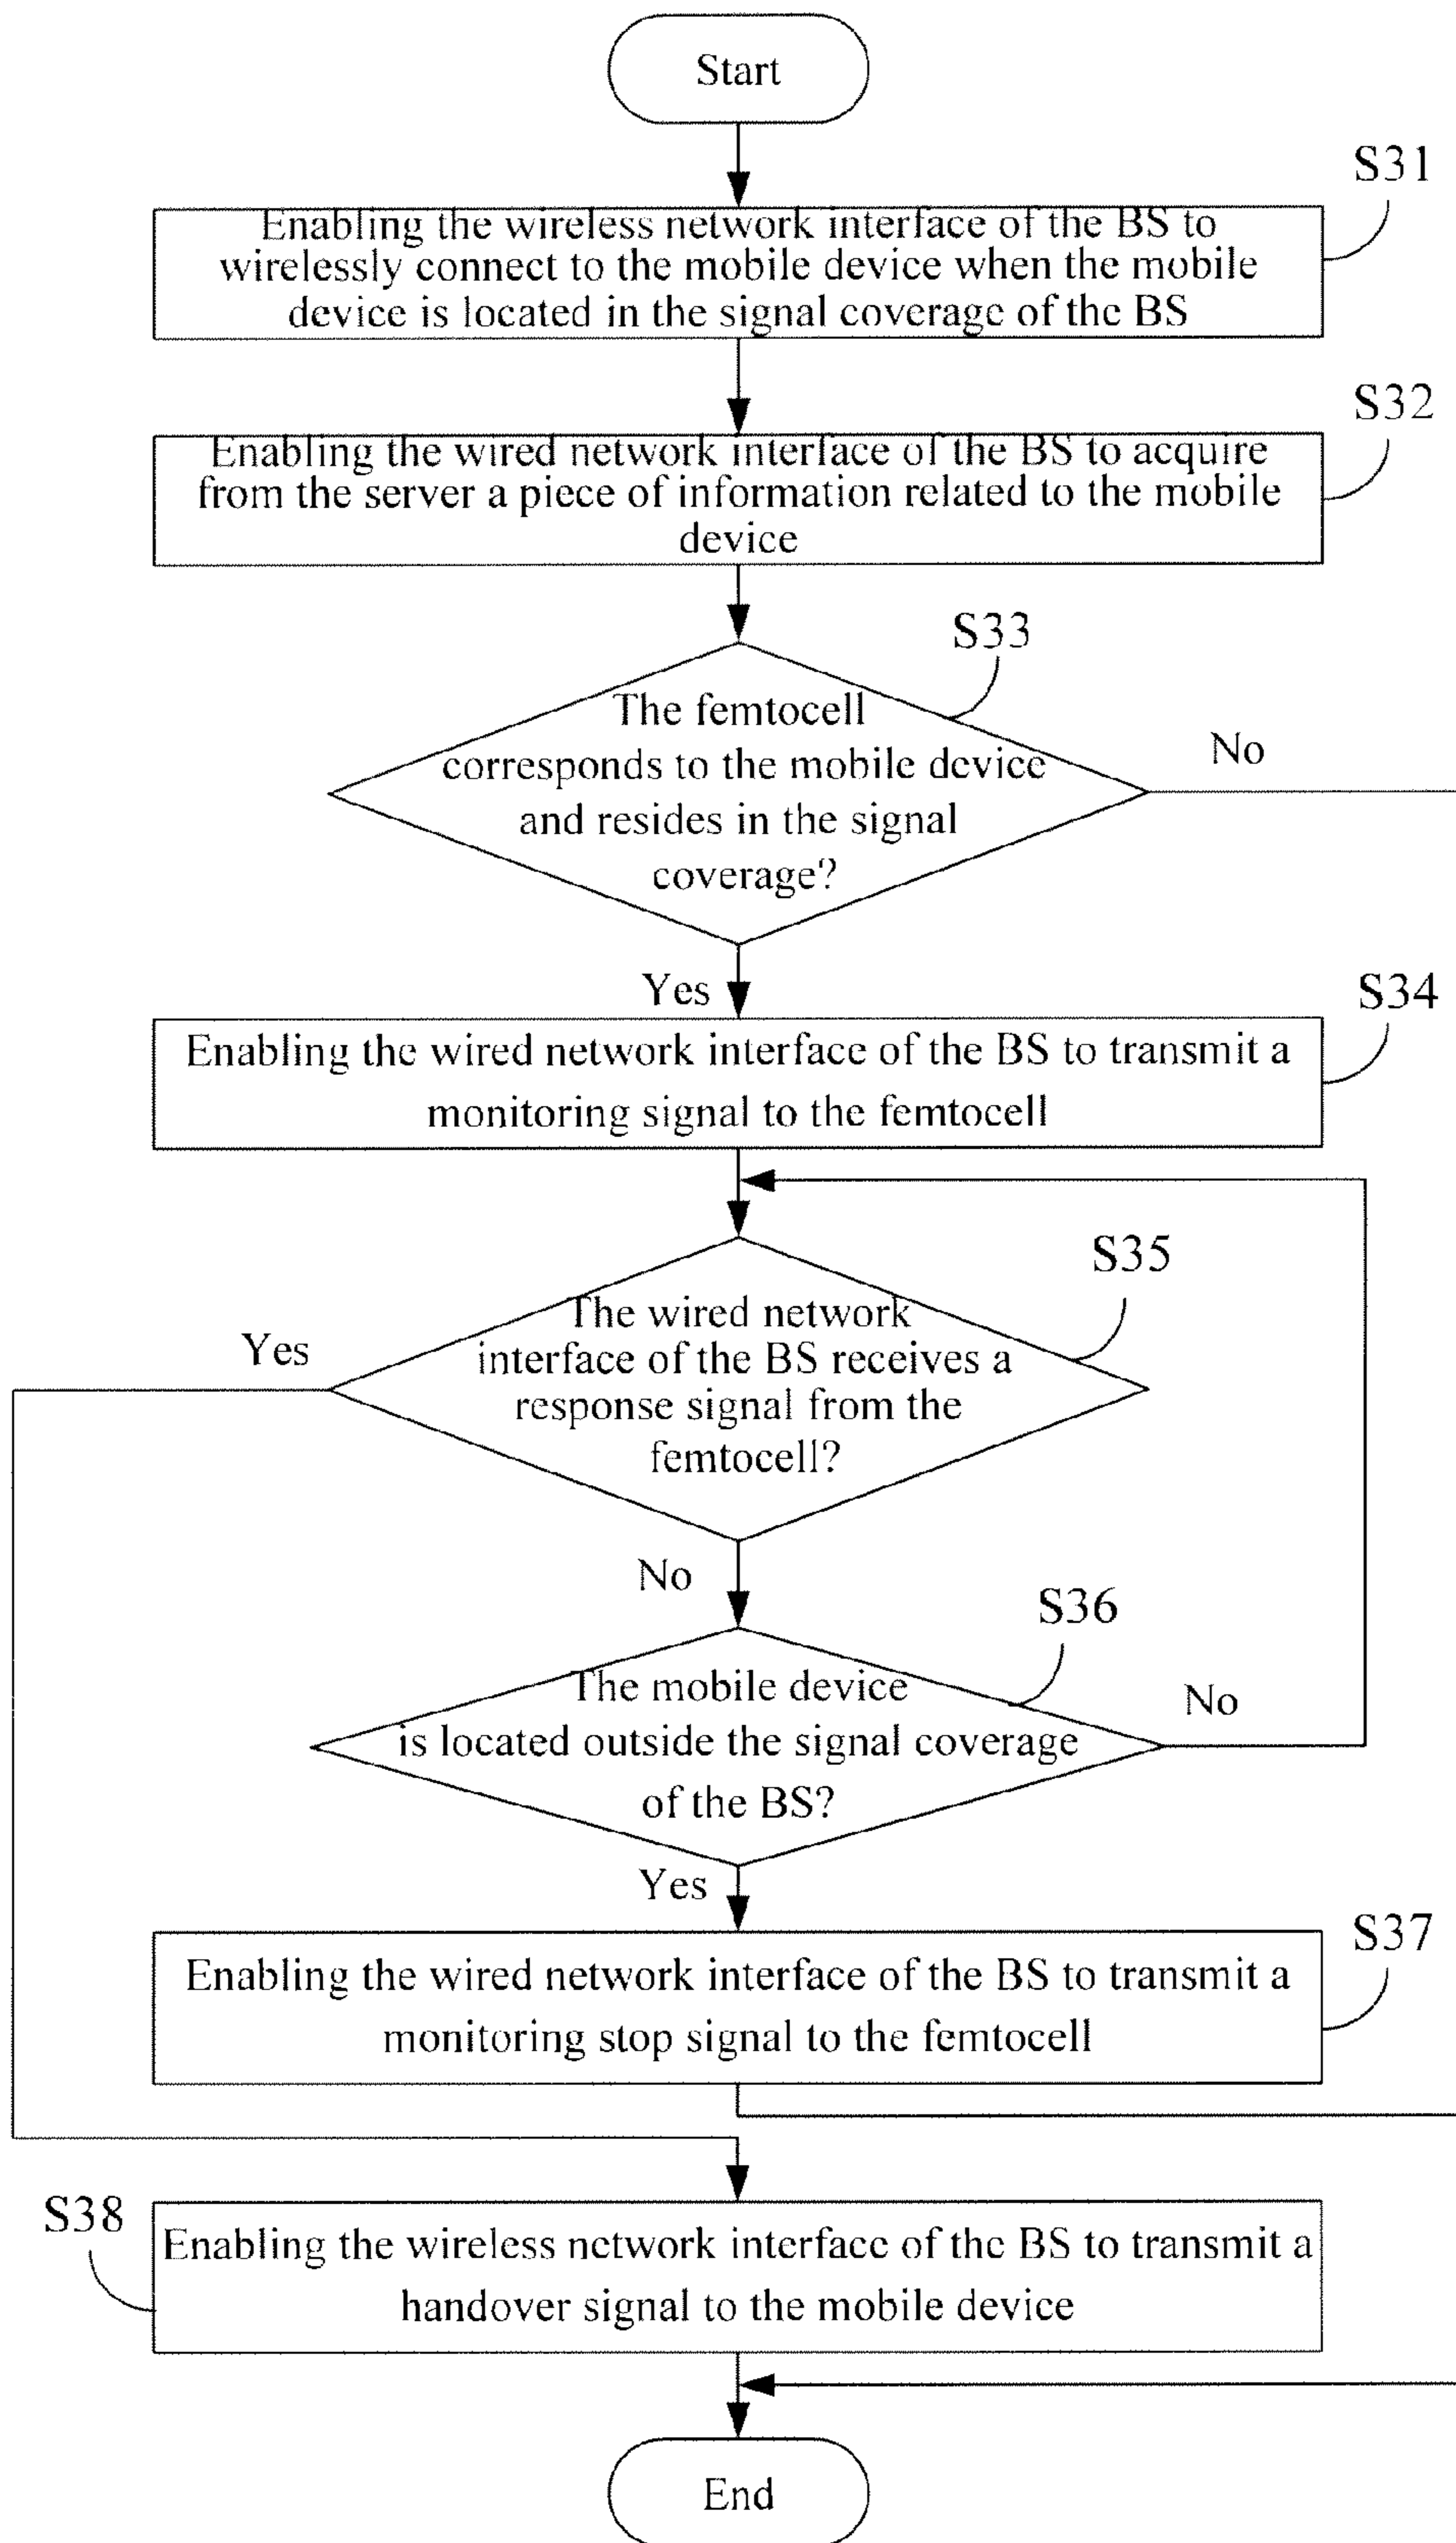 Start
S31
Enabling the wireless network interface of the BS to
wirelessly connect to the mobile device when the mobile
device is located in the signal coverage of the BS
S32
Enabling the wired network interface of the BS to acquire
from the server a piece of information related to the mobile
device
S33
The femtocell
corresponds to the mobile device
and resides in the signal
coverage?
No
Yes
S34
Enabling the wired network interface of the BS to transmit a
monitoring signal to the femtocell
S35
The wired network
interface of the BS receives a
response signal from the
femtocell?
Yes
No
S36
The mobile device
is located outside the signal coverage
of the BS?
No
Yes
S37
Enabling the wired network interface of the BS to transmit a
monitoring stop signal to the femtocell
S38
Enabling the wireless network interface of the BS to transmit a
handover signal to the mobile device
End